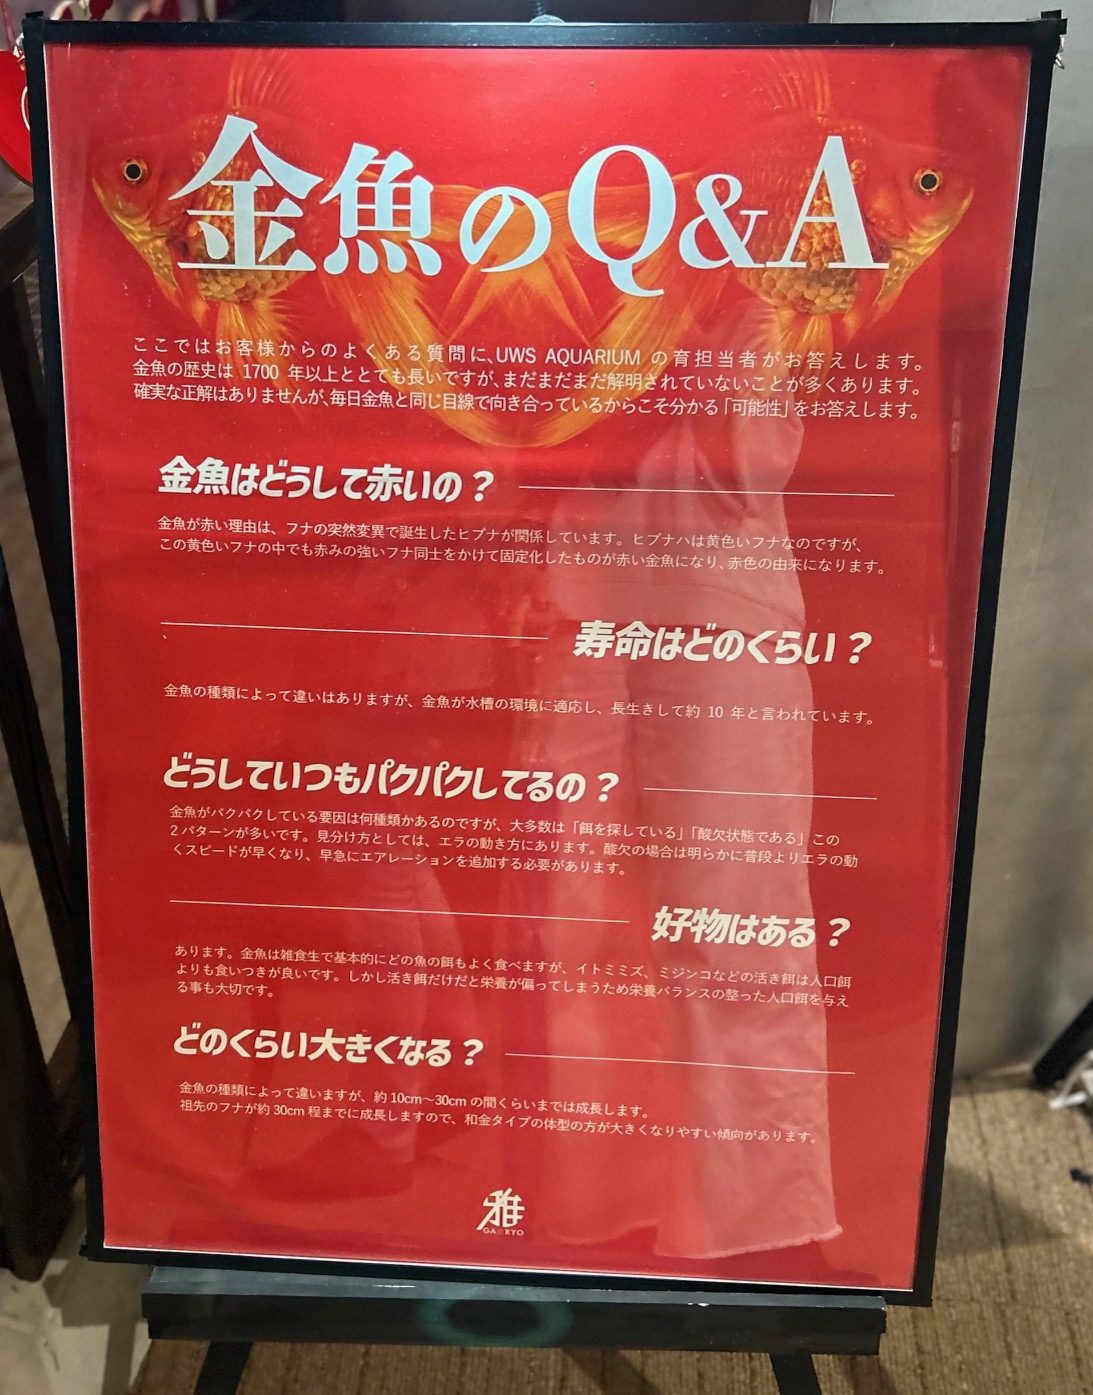 金魚のQ&A
ここではお客様からのよくある質問に、UWS AQUARIUM の育担当者がお答えします。
金魚の歴史は 1700 年以上ととても長いですが、まだまだまだ解明されていないことが多くあります。
確実な正解はありませんが、毎日金魚と同じ目線で向き合っているからこそ分かる「可能性」をお答えします。
金魚はどうして赤いの？
金魚が赤い理由は、フナの突然変異で誕生したヒブナが関係しています。ヒブナハは黄色いフナなのですが、
この黄色いフナの中でも赤みの強いフナ同士をかけて固定化したものが赤い金魚になり、赤色の由来になります。
寿命はどのくらい？
金魚の種類によって違いはありますが、金魚が水槽の環境に適応し、長生きして約 10 年と言われています。
どうしていつもパクパクしてるの？
金魚がパクパクしている要因は何種類かあるのですが、大多数は「餌を探している」「酸欠状態である」この
2 パターンが多いです。見分け方としては、エラの動き方にあります。酸欠の場合は明らかに普段よりエラの動
くスピードが早くなり、早急にエアレーションを追加する必要があります。
好物はある？
あります。金魚は雑食生で基本的にどの魚の餌もよく食べますが、イトミミズ、ミジンコなどの活き餌は人口餌
よりも食いつきが良いです。しかし活き餌だけだと栄養が偏ってしまうため栄養バランスの整った人口餌を与え
る事も大切です。
どのくらい大きくなる？
金魚の種類によって違いますが、約 10cm〜30cm の間くらいまでは成長します。
祖先のフナが約 30cm 程までに成長しますので、和金タイプの体型の方が大きくなりやすい傾向があります。
雅
GA☆KYO